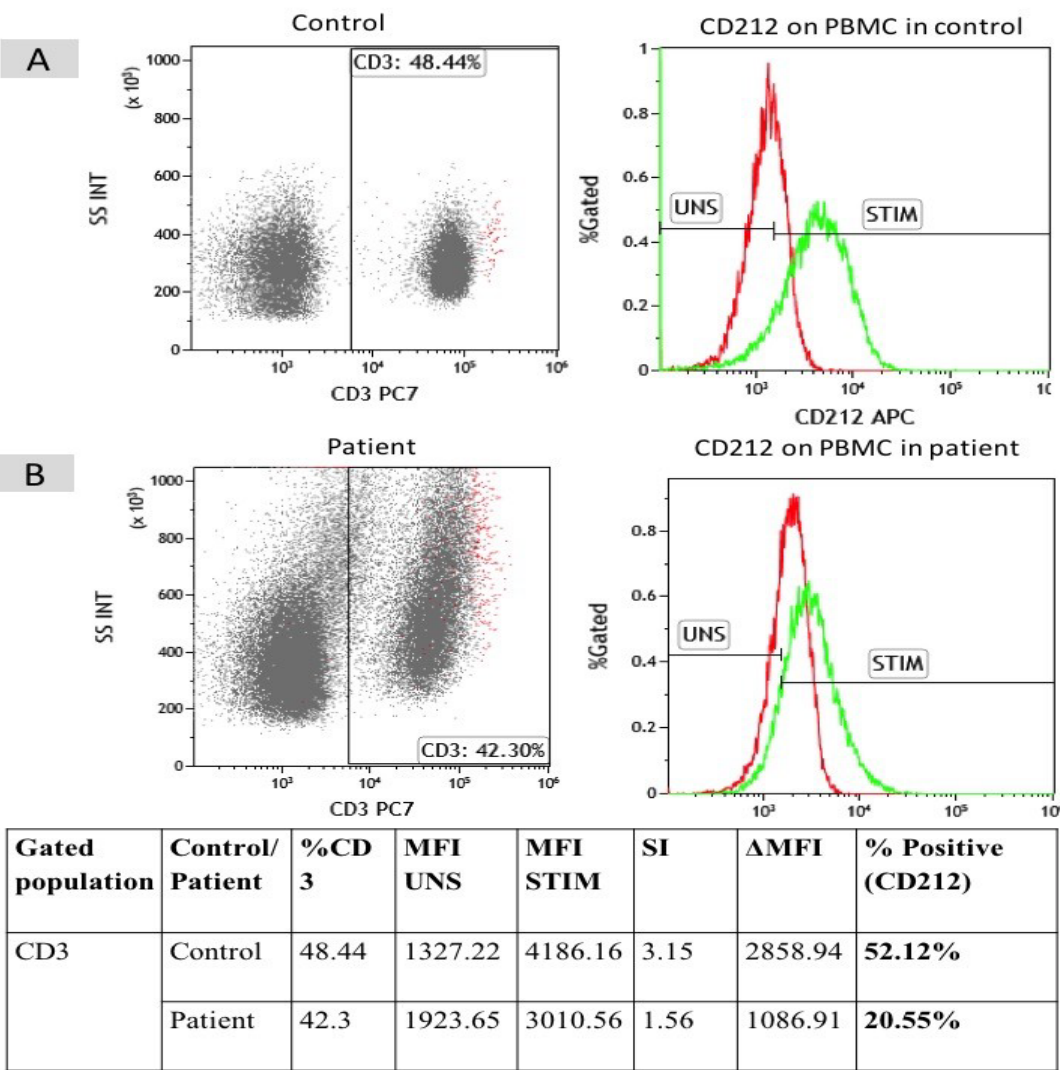 Control
CD212 on PBMC in control
A
1000
800
600
400
200
0
(x 10³)
SS INT
CD3: 48.44%
10³
10⁴
10⁵
10⁶
CD3 PC7
1
0.8
0.6
0.4
0.2
0
%Gated
UNS
STIM
10³
10⁴
10⁵
1(
CD212 APC
Patient
CD212 on PBMC in patient
B
1000
800
600
400
200
0
(x 10³)
SS INT
CD3: 42.30%
10³
10⁴
10⁵
10⁶
CD3 PC7
0.8
0.6
0.4
0.2
0
%Gated
UNS
STIM
10³
10⁴
10⁵
10
Gated population Control/ Patient %CD 3 MFI UNS MFI STIM SI ΔMFI % Positive (CD212)
CD3 Control 48.44 1327.22 4186.16 3.15 2858.94 52.12%
Patient 42.3 1923.65 3010.56 1.56 1086.91 20.55%